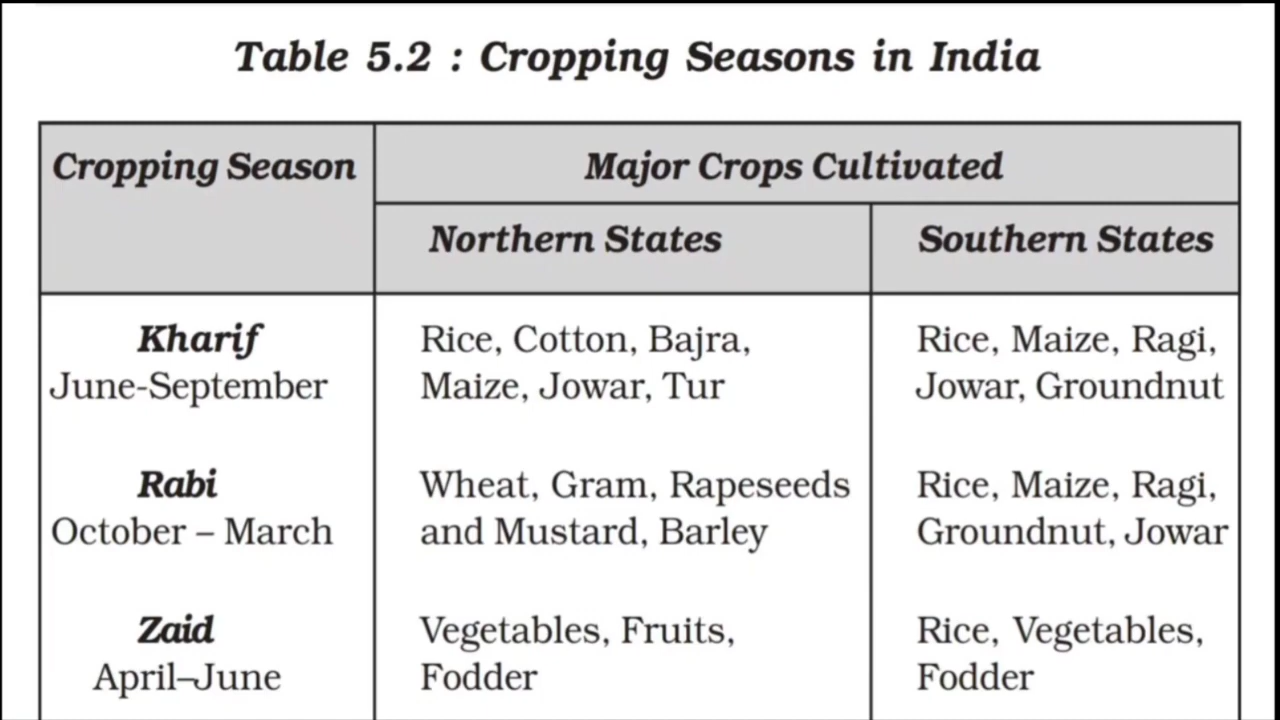 Table 5.2 : Cropping Seasons in India
Cropping Season
Major Crops Cultivated
Northern States
Southern States
Kharif
June-September
Rice, Cotton, Bajra,
Maize, Jowar, Tur
Rice, Maize, Ragi,
Jowar, Groundnut
Rabi
October – March
Wheat, Gram, Rapeseeds
and Mustard, Barley
Rice, Maize, Ragi,
Groundnut, Jowar
Zaid
April–June
Vegetables, Fruits,
Fodder
Rice, Vegetables,
Fodder